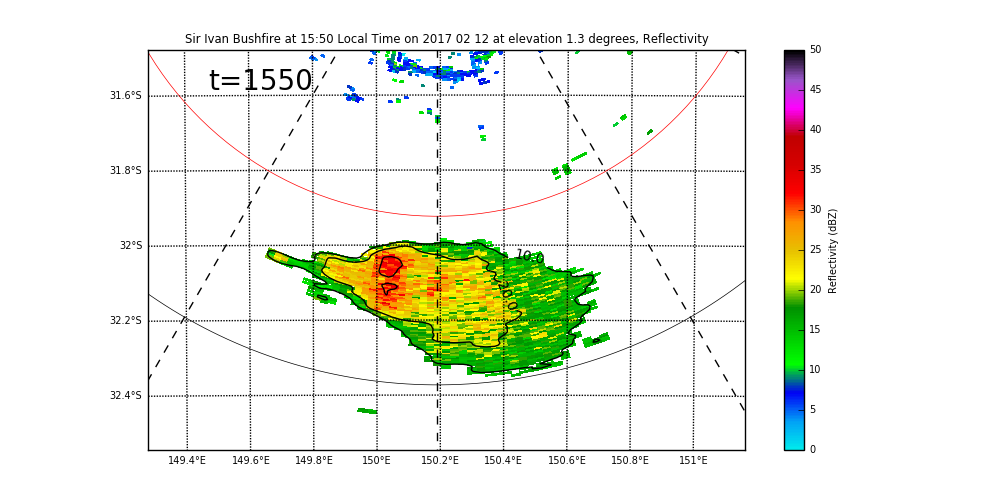 Sir Ivan Bushfire at 15:50 Local Time on 2017 02 12 at elevation 1.3 degrees, Reflectivity
t=1550
31.6°S
31.8°S
32°S
32.2°S
32.4°S
10.0
20.0
149.4°E 149.6°E 149.8°E 150°E 150.2°E 150.4°E 150.6°E 150.8°E 151°E
50
45
40
35
30
25
20
15
10
5
0
Reflectivity (dBZ)